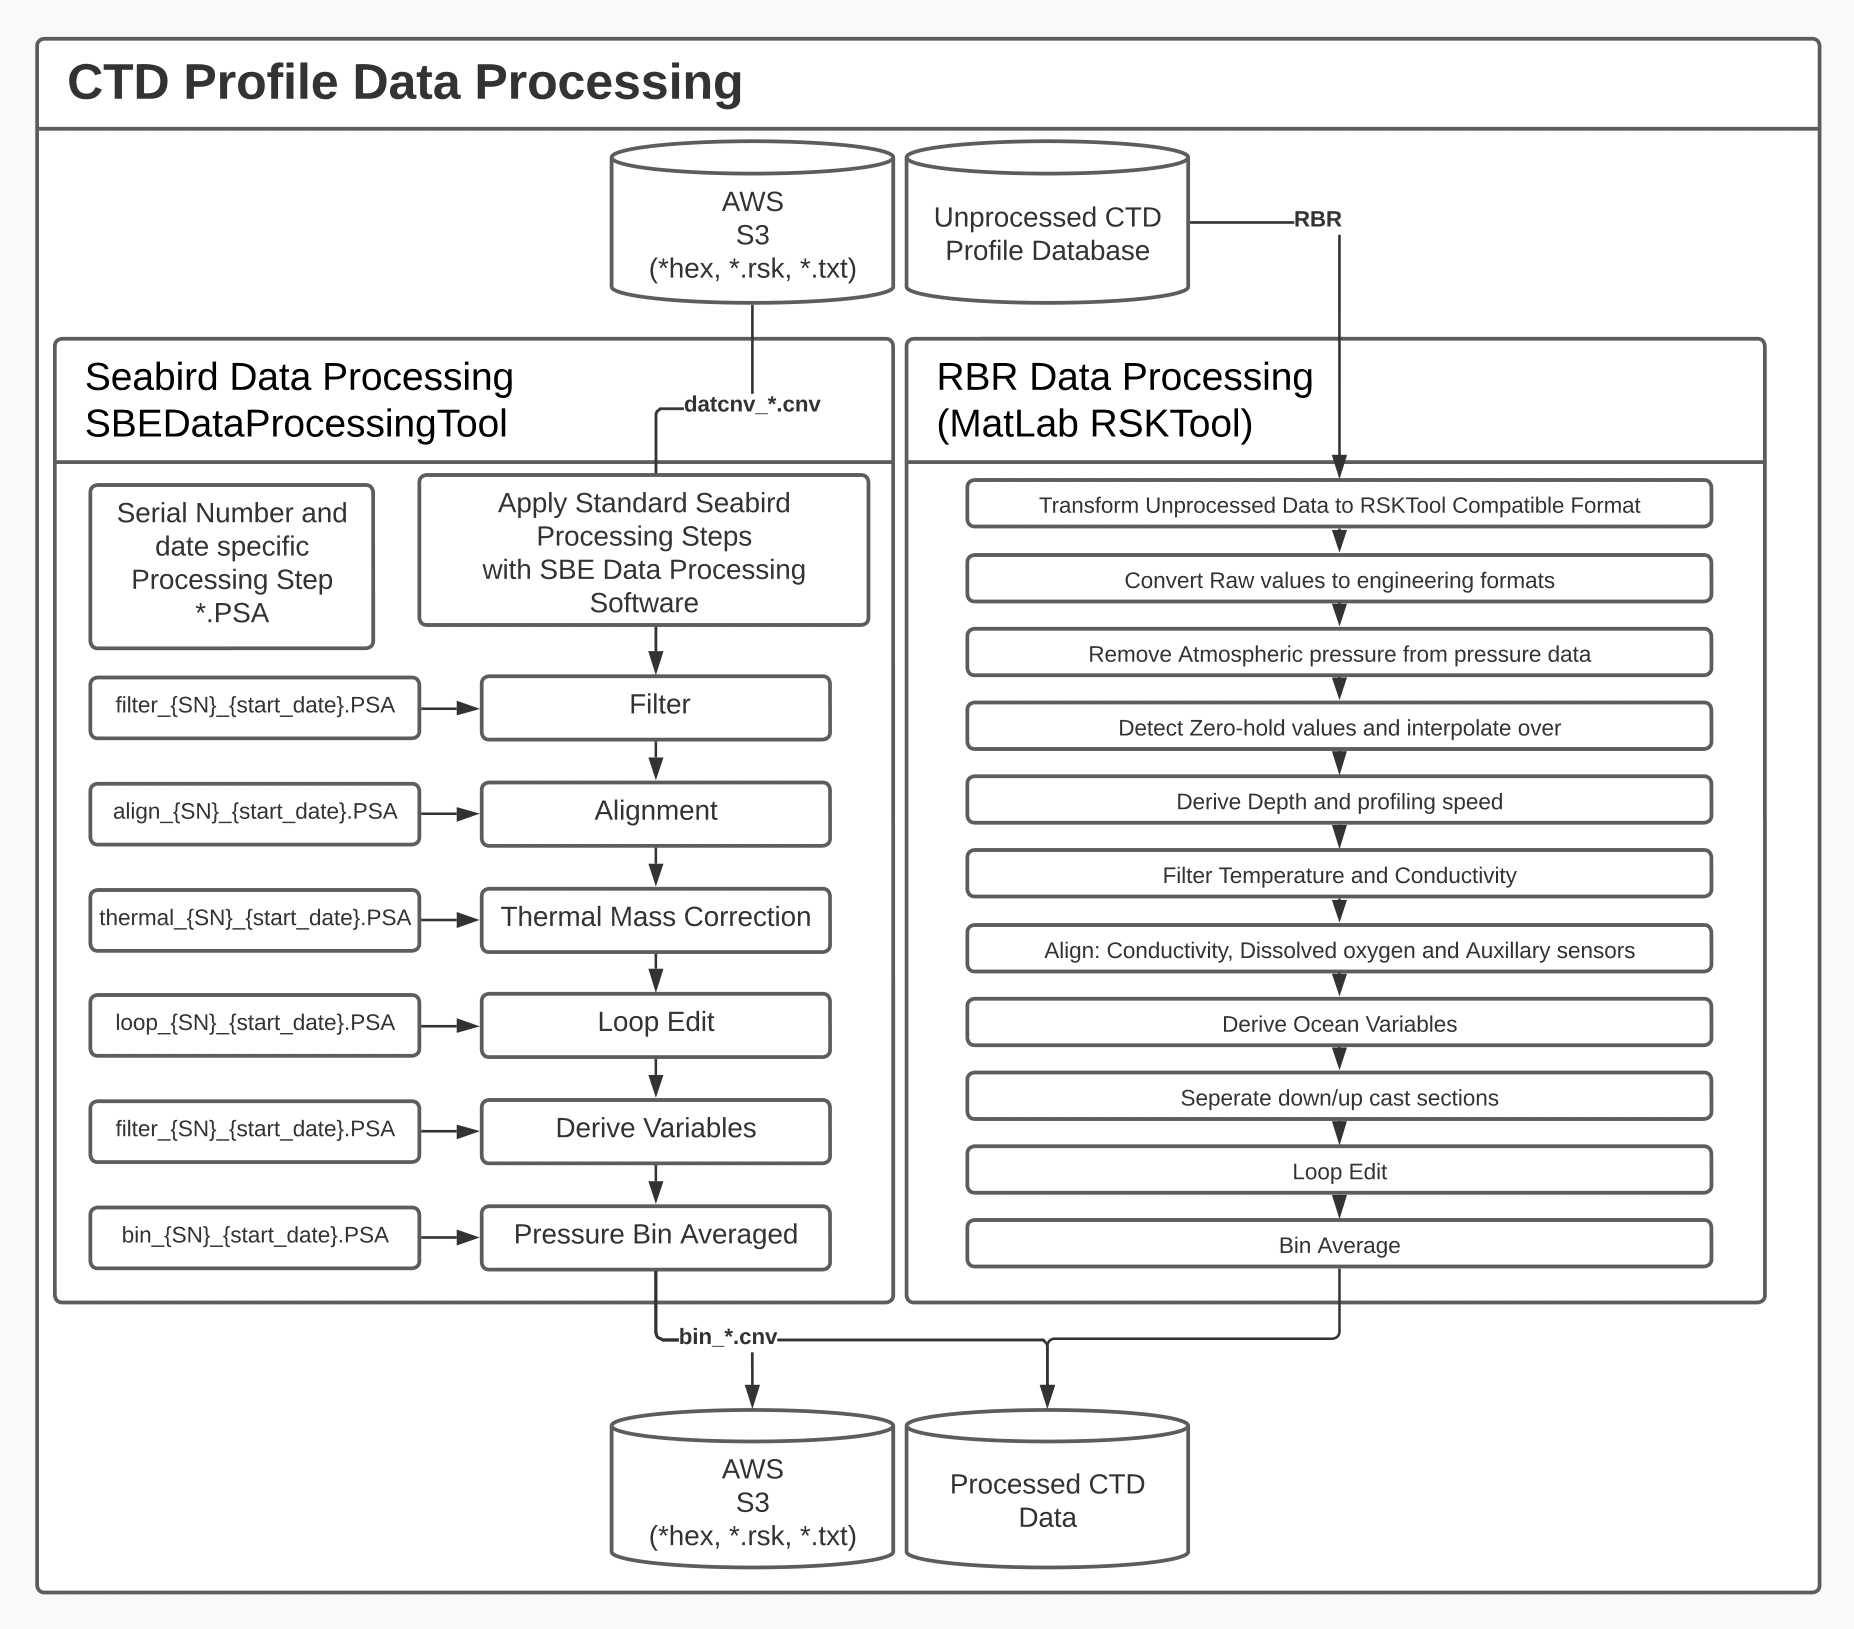 CTD Profile Data Processing
AWS
S3
(*hex, *.rsk, *.txt)
Unprocessed CTD
Profile Database
RBR
Seabird Data Processing
SBEDataProcessingTool
datcnv_*.cnv
Serial Number and
date specific
Processing Step
*.PSA
Apply Standard Seabird
Processing Steps
with SBE Data Processing
Software
filter_{SN}_{start_date}.PSA
Filter
align_{SN}_{start_date}.PSA
Alignment
thermal_{SN}_{start_date}.PSA
Thermal Mass Correction
loop_{SN}_{start_date}.PSA
Loop Edit
filter_{SN}_{start_date}.PSA
Derive Variables
bin_{SN}_{start_date}.PSA
Pressure Bin Averaged
RBR Data Processing
(MatLab RSKTool)
Transform Unprocessed Data to RSKTool Compatible Format
Convert Raw values to engineering formats
Remove Atmospheric pressure from pressure data
Detect Zero-hold values and interpolate over
Derive Depth and profiling speed
Filter Temperature and Conductivity
Align: Conductivity, Dissolved oxygen and Auxillary sensors
Derive Ocean Variables
Seperate down/up cast sections
Loop Edit
Bin Average
bin_*.cnv
AWS
S3
(*hex, *.rsk, *.txt)
Processed CTD
Data